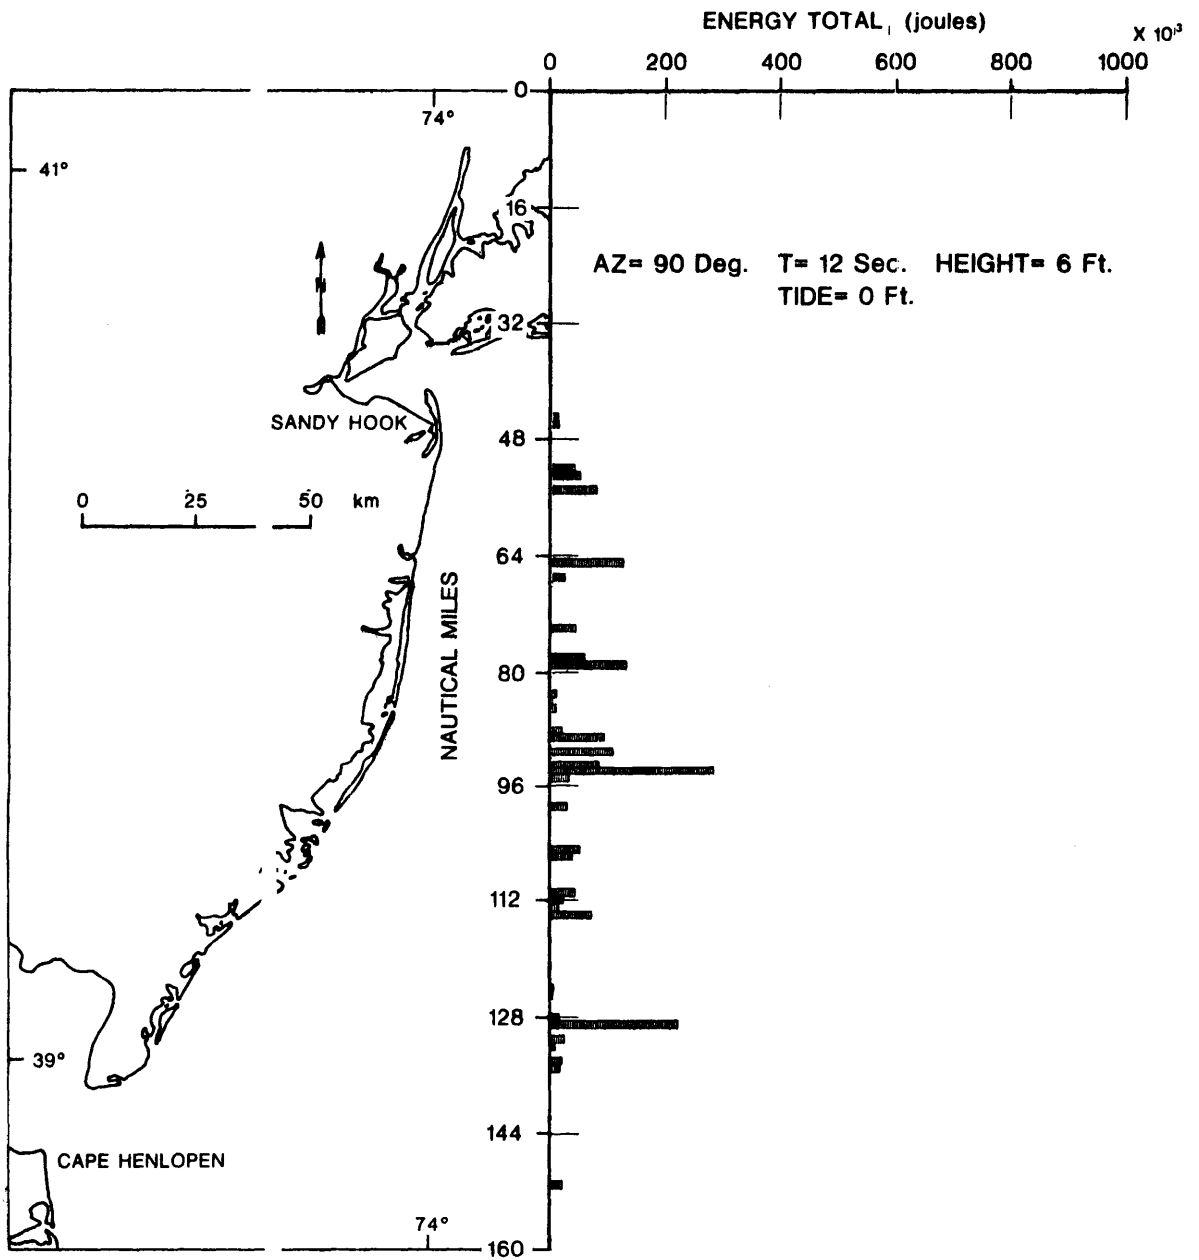 ENERGY TOTAL, (joules)
X 10³
0 200 400 600 800 1000
0
74°
41°
16
AZ= 90 Deg. T= 12 Sec. HEIGHT= 6 Ft.
TIDE= 0 Ft.
N
32
SANDY HOOK
48
0 25 50 km
64
NAUTICAL MILES
80
96
112
128
39°
144
CAPE HENLOPEN
74°
160